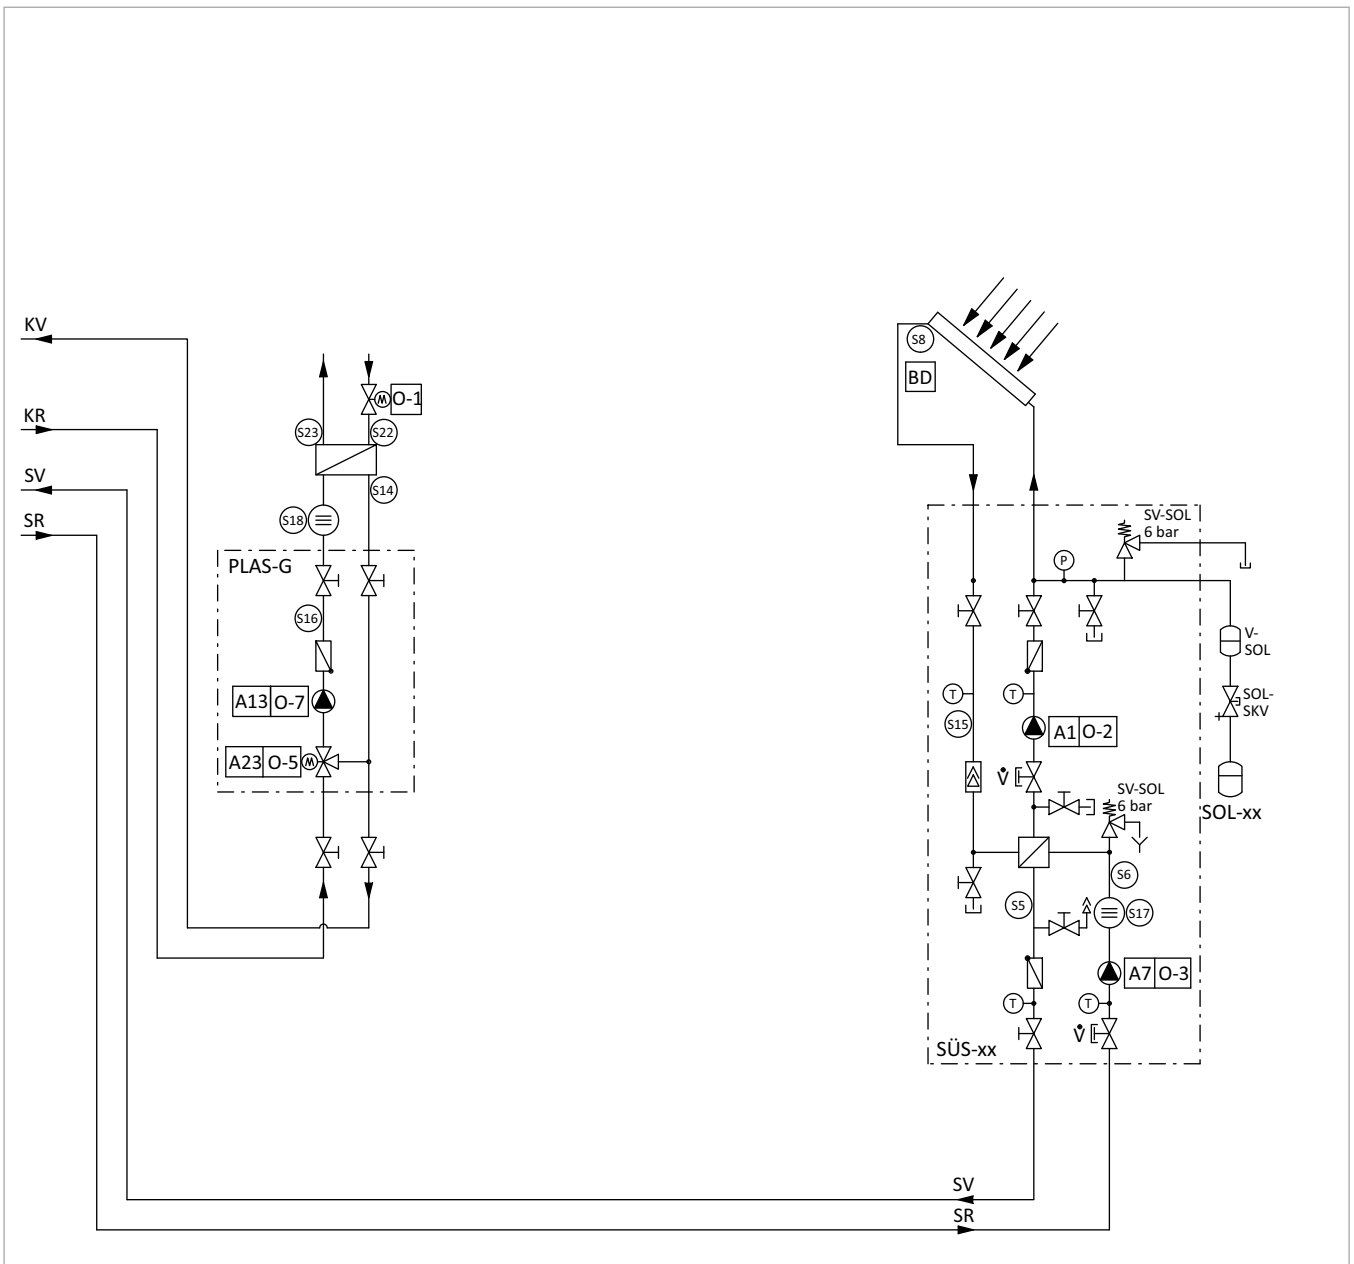 KV
KR
SV
SR
O-1
S23
S22
S14
S18
PLAS-G
S16
A13 O-7
A23 O-5
M
M
S8
BD
SV-SOL
6 bar
P
V-
SOL
SOL-
SKV
SOL-xx
T
T
S15
A1 O-2
V̇
SV-SOL
6 bar
S6
S5
S17
A7 O-3
T
T
V̇
SÜS-xx
SV
SR